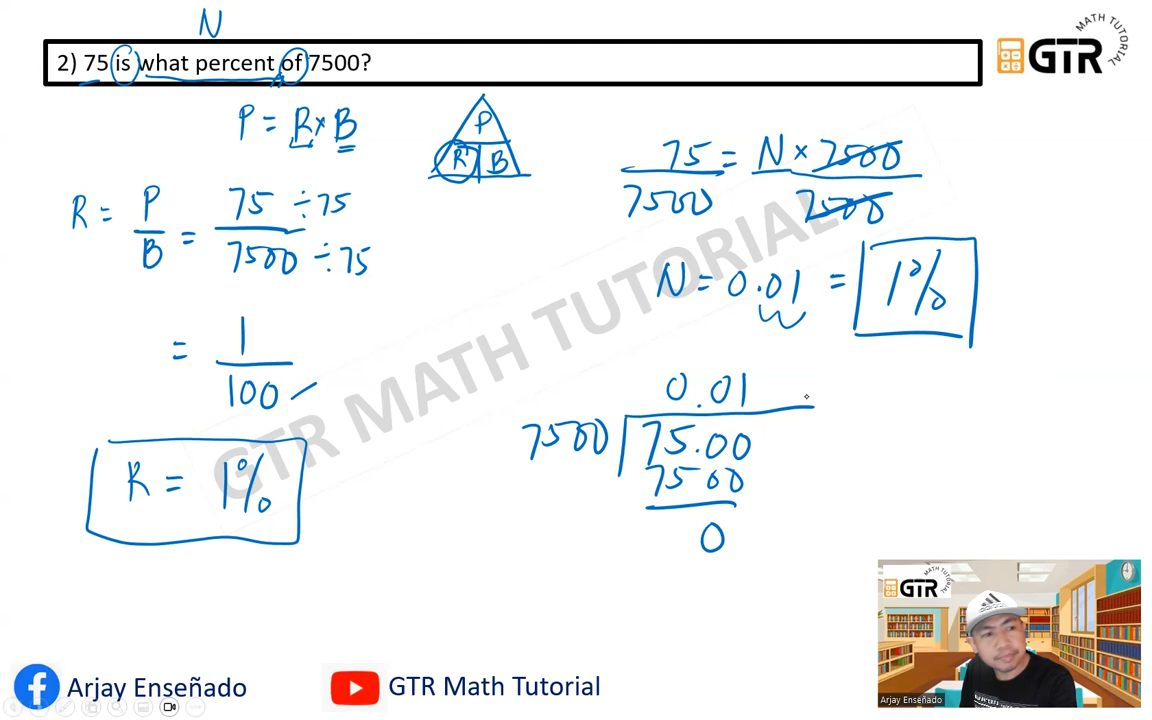 N
2) 75 is what percent of 7500?
MATH TUTORIAL
GTR
P = R × B
P
R B
R = P/B = 75 ÷ 75 / 7500 ÷ 75
= 1/100
R = 1%
75/7500 = N × 7500/7500
N = 0.01 = 1%
0.01
7500 75.00
7500
0
GTR MATH TUTORIAL
MATH TUTORIAL
GTR
Arjay Enseñado
Arjay Enseñado
GTR Math Tutorial